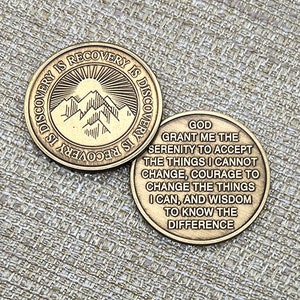 RECOVERY IS DISCOVERY IS RECOVERY IS DISCOVERY IS
GOD
GRANT ME THE
SERENITY TO ACCEPT
THE THINGS I CANNOT
CHANGE, COURAGE TO
CHANGE THE THINGS
I CAN, AND WISDOM
TO KNOW THE
DIFFERENCE